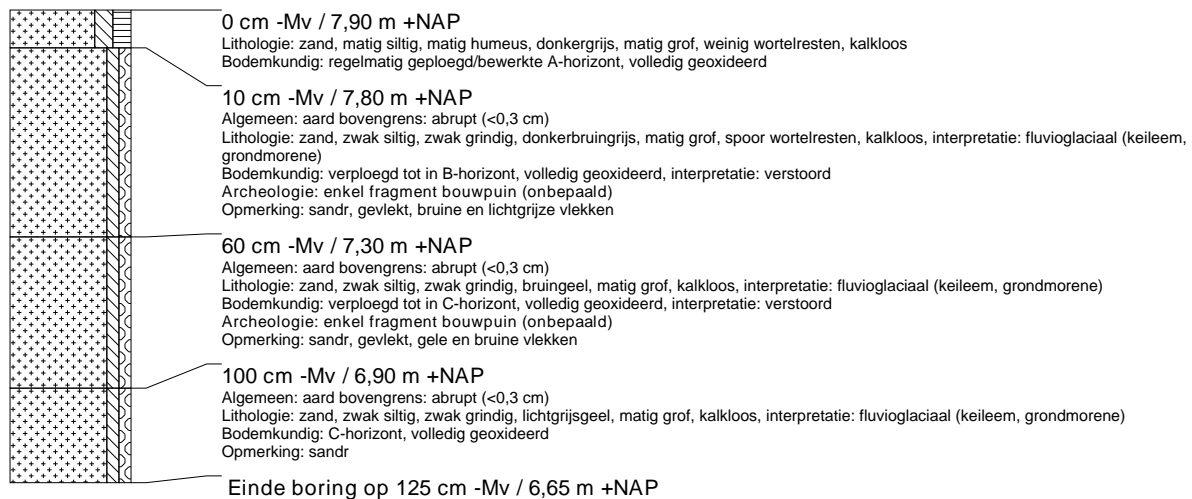 0 cm -Mv / 7,90 m +NAP
Lithologie: zand, matig siltig, matig humeus, donkergrijs, matig grof, weinig wortelresten, kalkloos
Bodemkundig: regelmatig geploegd/bewerkte A-horizont, volledig geoxideerd
10 cm -Mv / 7,80 m +NAP
Algemeen: aard bovengrens: abrupt (<0,3 cm)
Lithologie: zand, zwak siltig, zwak grindig, donkerbruingrijs, matig grof, spoor wortelresten, kalkloos, interpretatie: fluvioglaciaal (keileem,
grondmorene)
Bodemkundig: verploegd tot in B-horizont, volledig geoxideerd, interpretatie: verstoord
Archeologie: enkel fragment bouwpuin (onbepaald)
Opmerking: sandr, gevlekt, bruine en lichtgrijze vlekken
60 cm -Mv / 7,30 m +NAP
Algemeen: aard bovengrens: abrupt (<0,3 cm)
Lithologie: zand, zwak siltig, zwak grindig, bruingeel, matig grof, kalkloos, interpretatie: fluvioglaciaal (keileem, grondmorene)
Bodemkundig: verploegd tot in C-horizont, volledig geoxideerd, interpretatie: verstoord
Archeologie: enkel fragment bouwpuin (onbepaald)
Opmerking: sandr, gevlekt, gele en bruine vlekken
100 cm -Mv / 6,90 m +NAP
Algemeen: aard bovengrens: abrupt (<0,3 cm)
Lithologie: zand, zwak siltig, zwak grindig, lichtgrijsgeel, matig grof, kalkloos, interpretatie: fluvioglaciaal (keileem, grondmorene)
Bodemkundig: C-horizont, volledig geoxideerd
Opmerking: sandr
Einde boring op 125 cm -Mv / 6,65 m +NAP